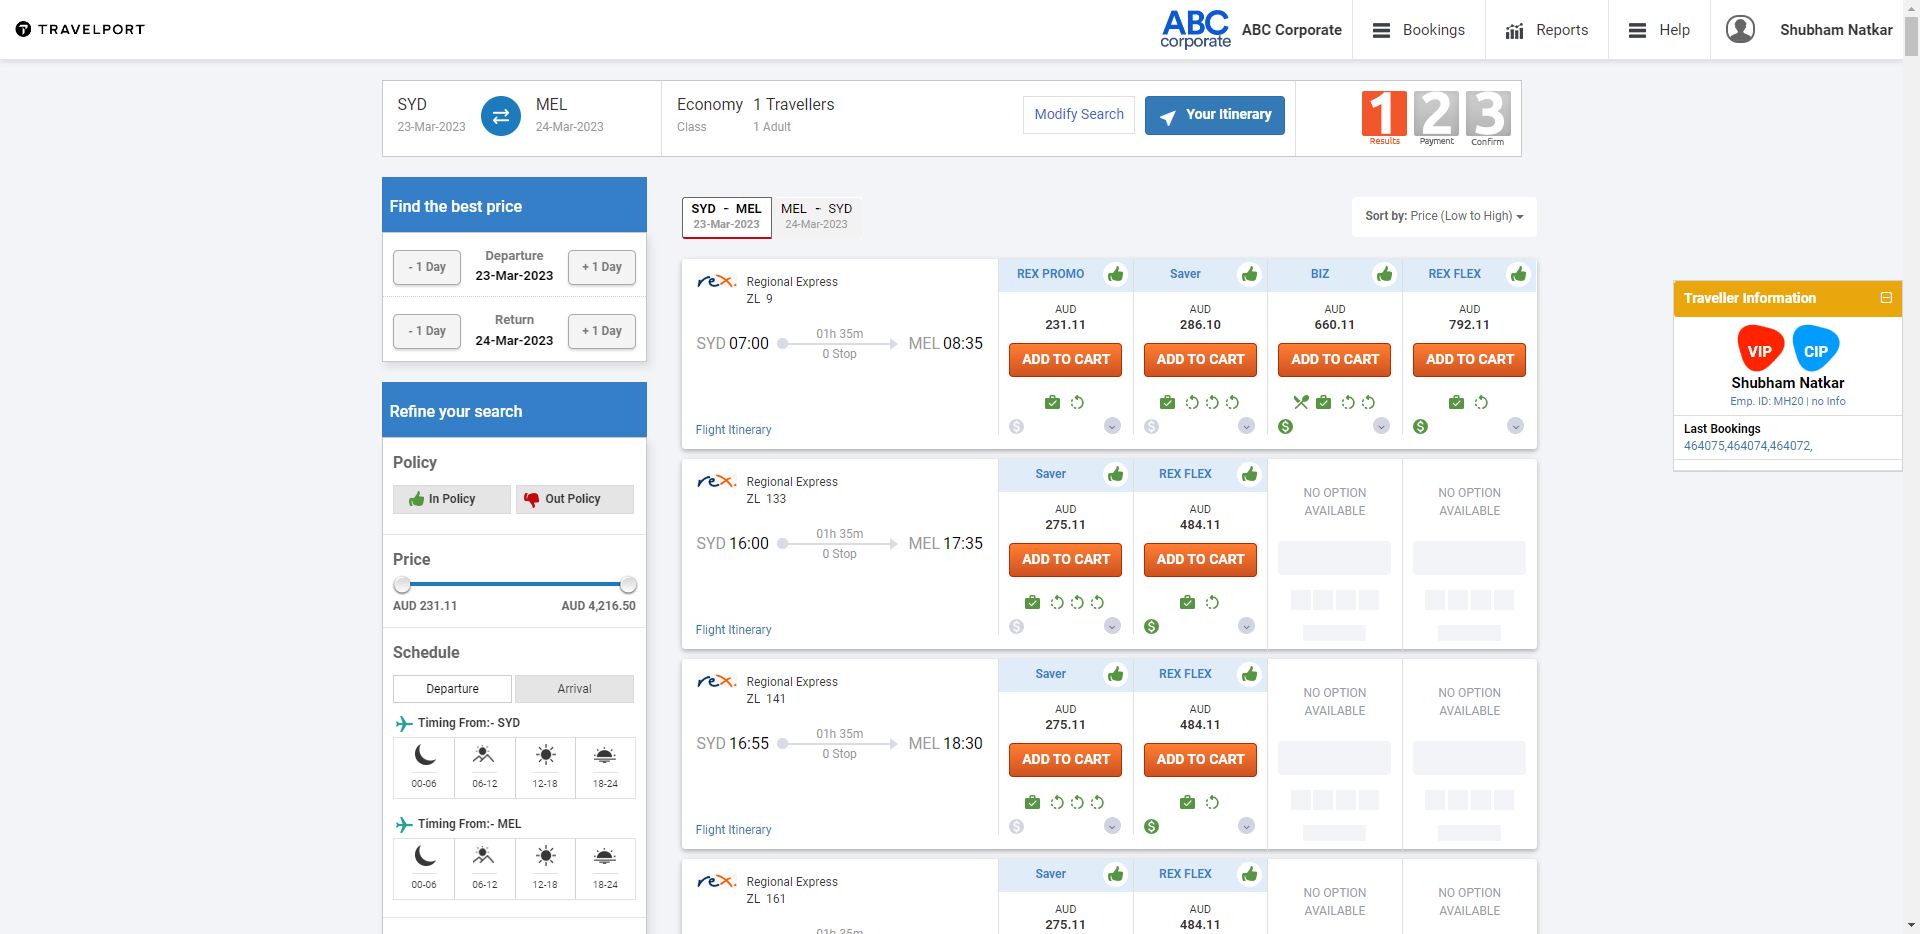 TRAVELPORT
ABC
corporate
ABC Corporate
Bookings
Reports
Help
Shubham Natkar
SYD
23-Mar-2023
MEL
24-Mar-2023
Economy
Class
1 Travellers
1 Adult
Modify Search
Your Itinerary
1 2 3
Results Payment Confirm
Find the best price
- 1 Day
Departure
23-Mar-2023
+ 1 Day
- 1 Day
Return
24-Mar-2023
+ 1 Day
Refine your search
Policy
In Policy
Out Policy
Price
AUD 231.11 AUD 4,216.50
Schedule
Departure Arrival
Timing From:- SYD
00-06 06-12 12-18 18-24
Timing From:- MEL
00-06 06-12 12-18 18-24
SYD - MEL
23-Mar-2023
MEL - SYD
24-Mar-2023
Sort by: Price (Low to High)
rex.
Regional Express
ZL 9
SYD 07:00
01h 35m
0 Stop
MEL 08:35
Flight Itinerary
REX PROMO
AUD
231.11
ADD TO CART
Saver
AUD
286.10
ADD TO CART
BIZ
AUD
660.11
ADD TO CART
REX FLEX
AUD
792.11
ADD TO CART
rex.
Regional Express
ZL 133
SYD 16:00
01h 35m
0 Stop
MEL 17:35
Flight Itinerary
Saver
AUD
275.11
ADD TO CART
REX FLEX
AUD
484.11
ADD TO CART
NO OPTION
AVAILABLE
NO OPTION
AVAILABLE
rex.
Regional Express
ZL 141
SYD 16:55
01h 35m
0 Stop
MEL 18:30
Flight Itinerary
Saver
AUD
275.11
ADD TO CART
REX FLEX
AUD
484.11
ADD TO CART
NO OPTION
AVAILABLE
NO OPTION
AVAILABLE
rex.
Regional Express
ZL 161
01h 35m
Saver
AUD
275.11
REX FLEX
AUD
484.11
NO OPTION
AVAILABLE
NO OPTION
AVAILABLE
Traveller Information
VIP CIP
Shubham Natkar
Emp. ID: MH20 | no Info
Last Bookings
464075,464074,464072,